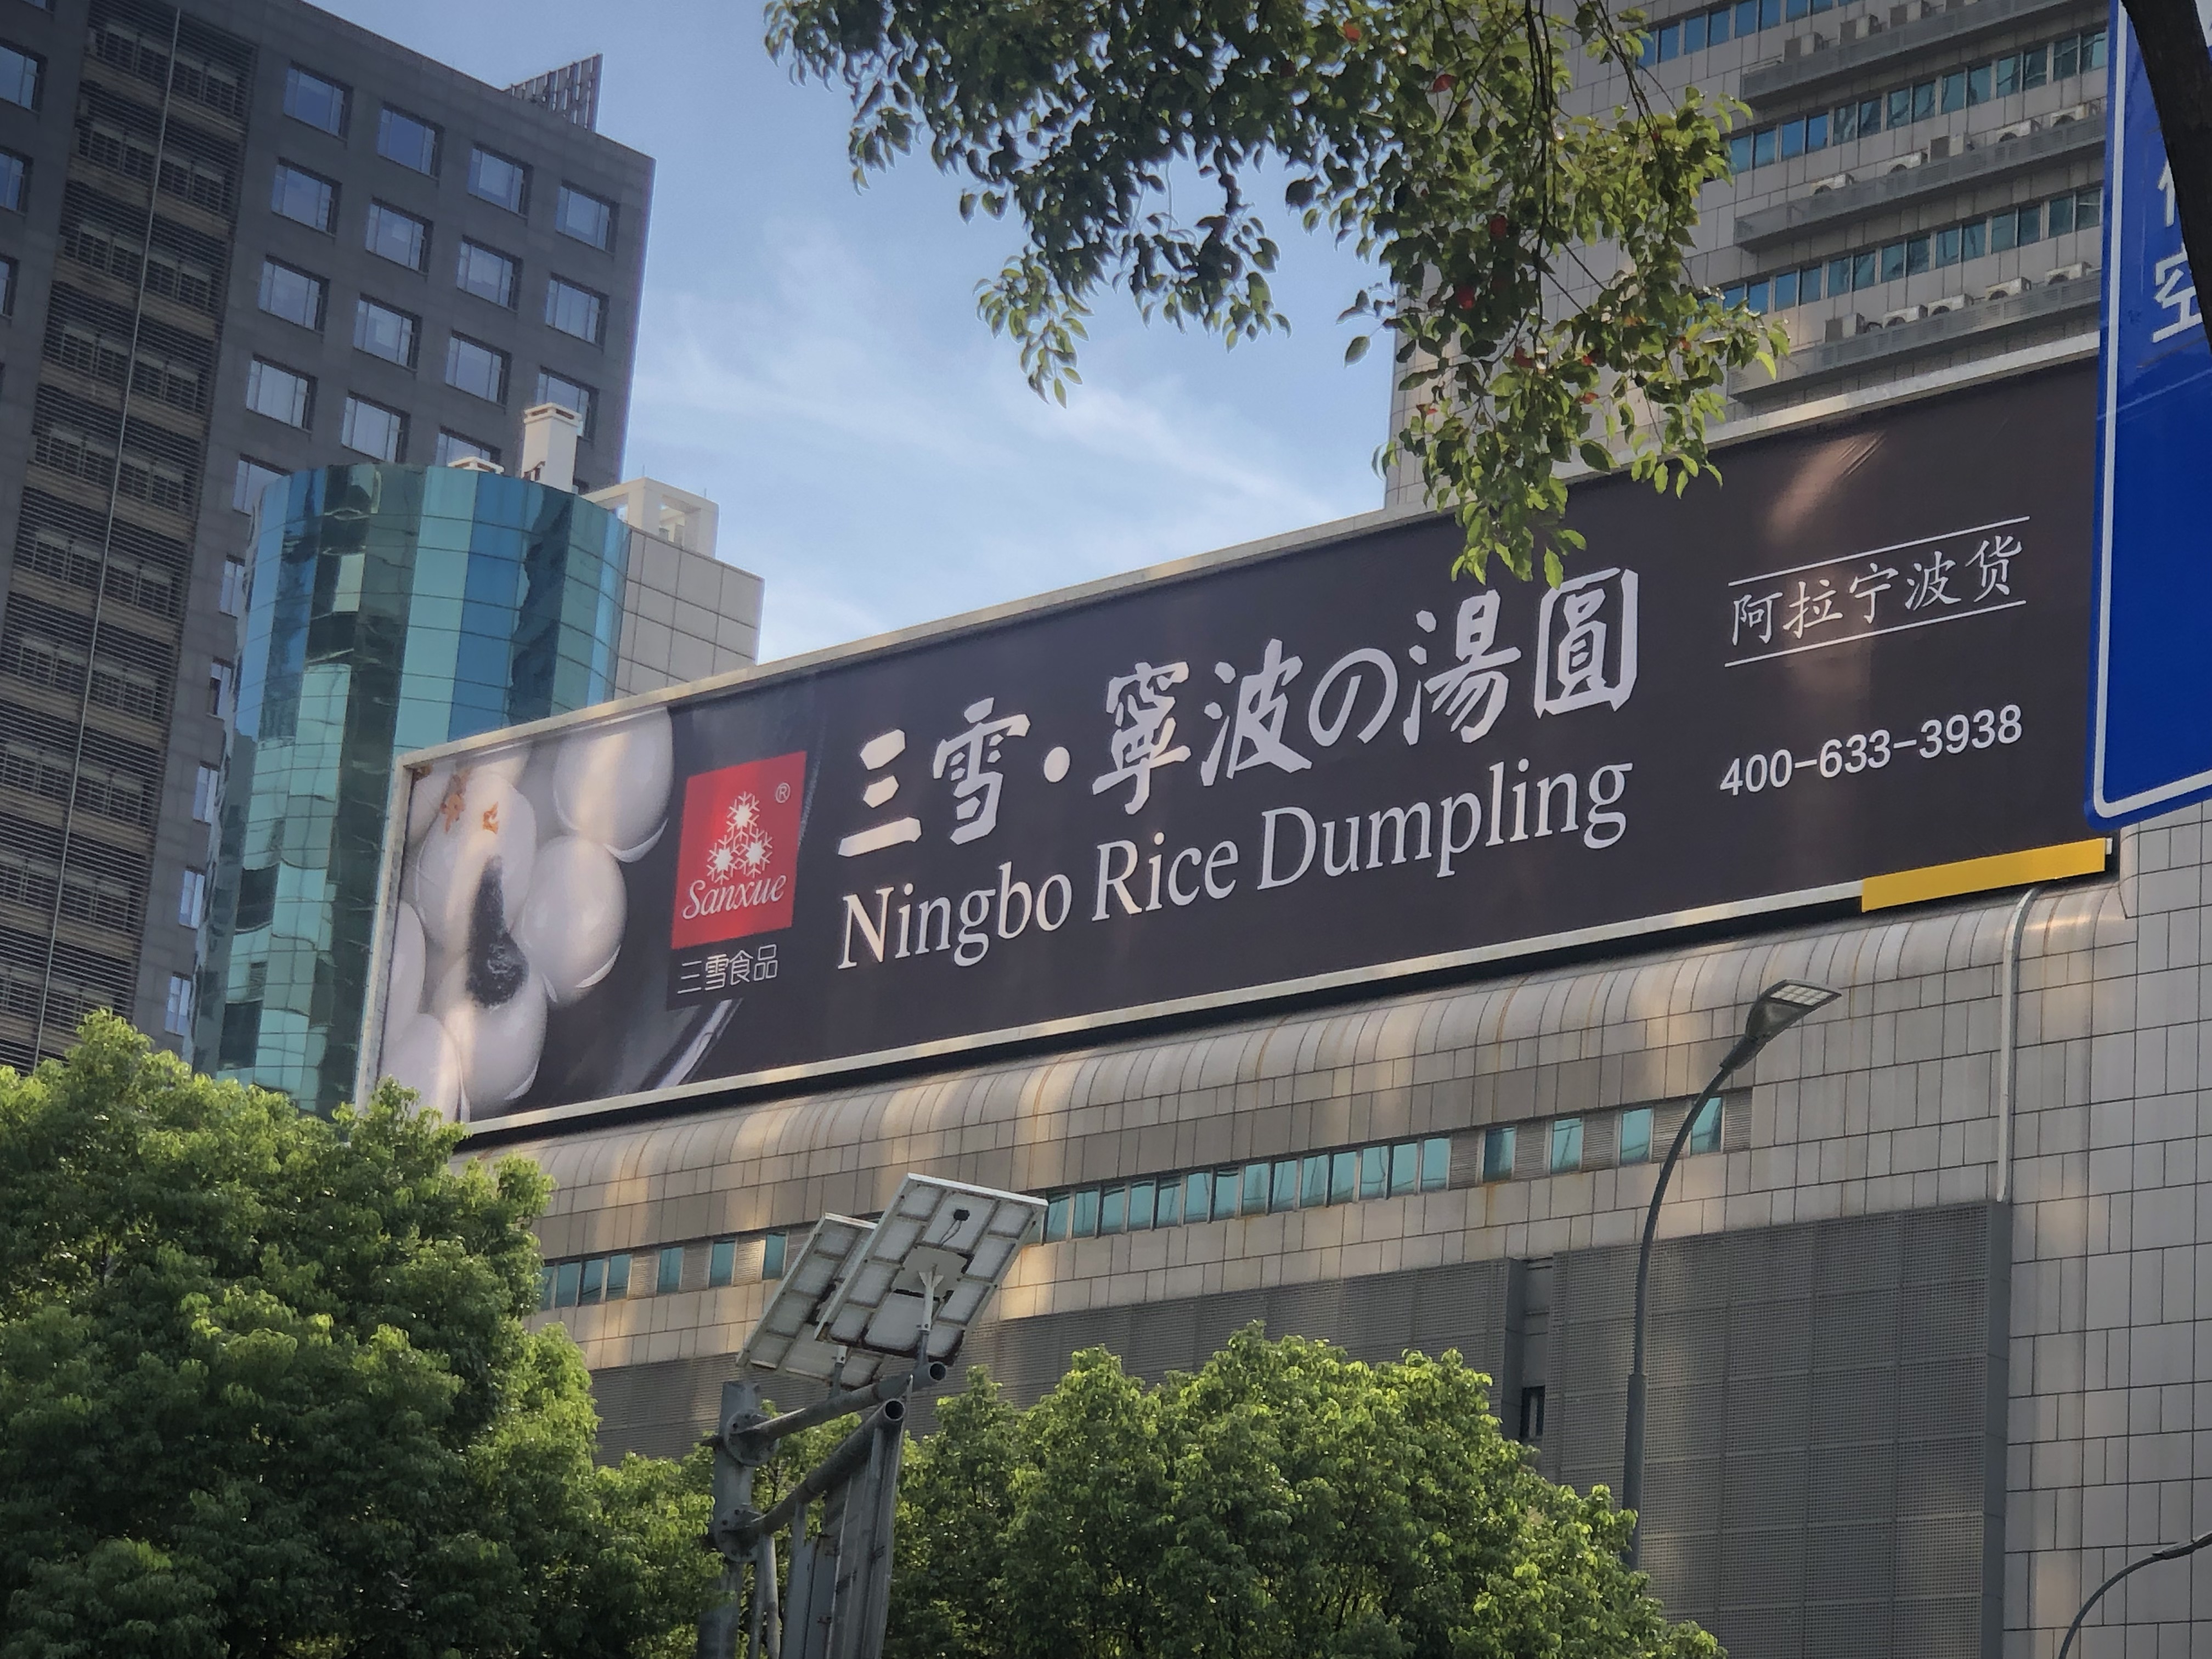 三雪·寧波の湯圓
Ningbo Rice Dumpling
®
Sanxue
三雪食品
阿拉宁波货
400-633-3938
空